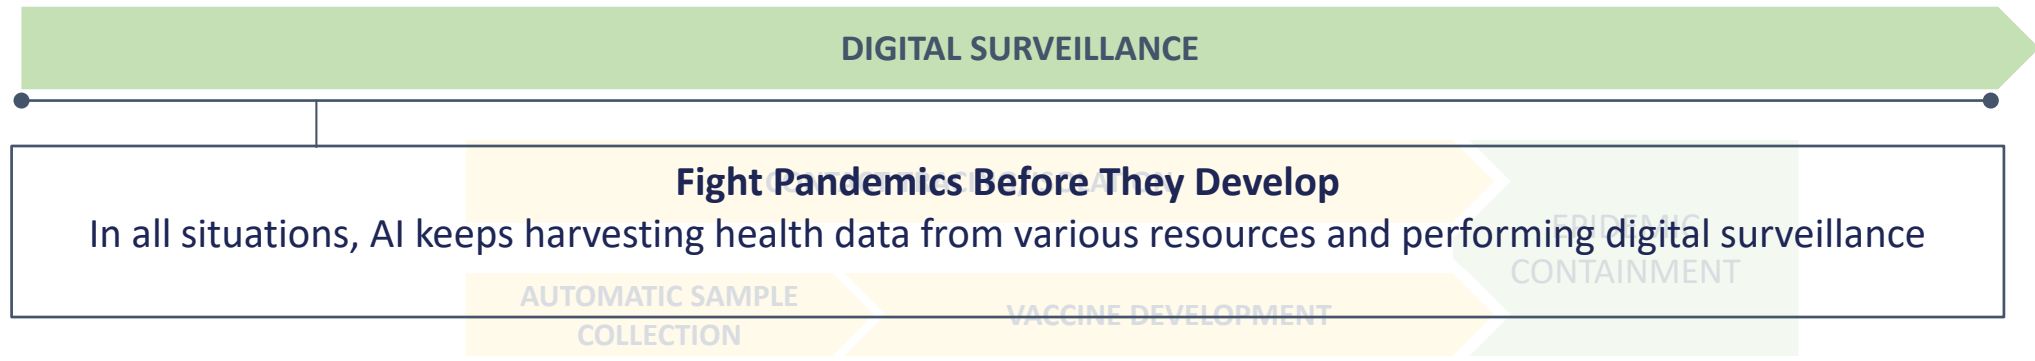 DIGITAL SURVEILLANCE
Fight Pandemics Before They Develop
In all situations, AI keeps harvesting health data from various resources and performing digital surveillance
EPIDEMIC
CONTAINMENT
AUTOMATIC SAMPLE
COLLECTION
VACCINE DEVELOPMENT